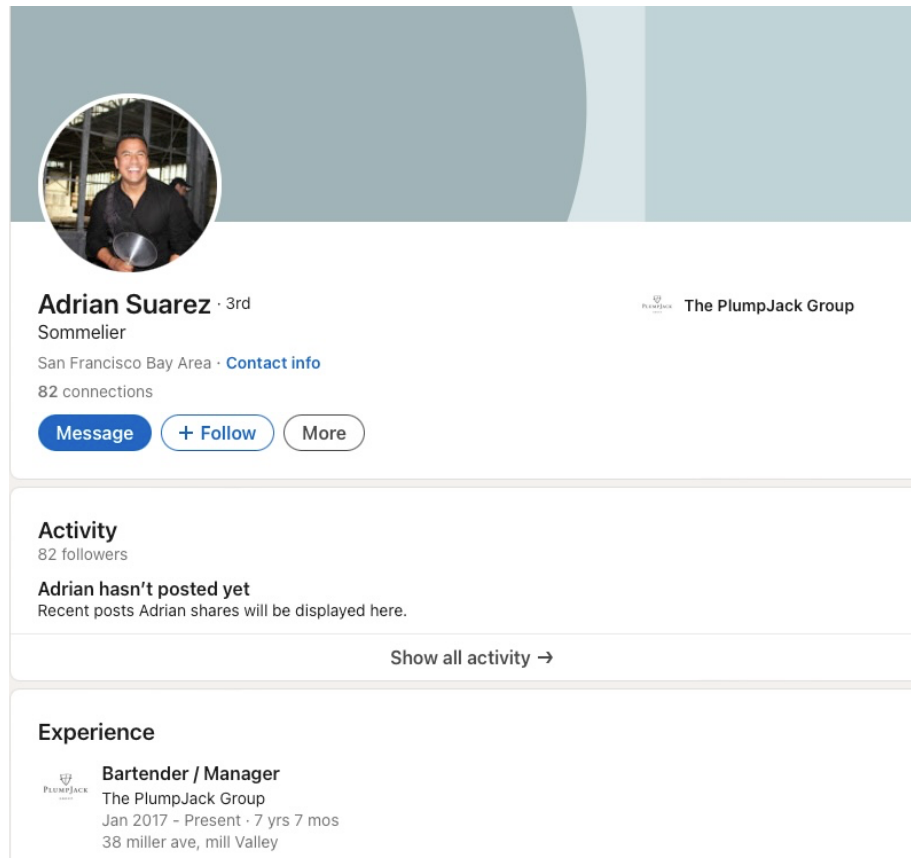 Adrian Suarez · 3rd
PLUMPJACK
The PlumpJack Group
Sommelier
San Francisco Bay Area · Contact info
82 connections
Message
+ Follow
More
Activity
82 followers
Adrian hasn’t posted yet
Recent posts Adrian shares will be displayed here.
Show all activity →
Experience
PLUMPJACK
Bartender / Manager
The PlumpJack Group
Jan 2017 - Present · 7 yrs 7 mos
38 miller ave, mill Valley